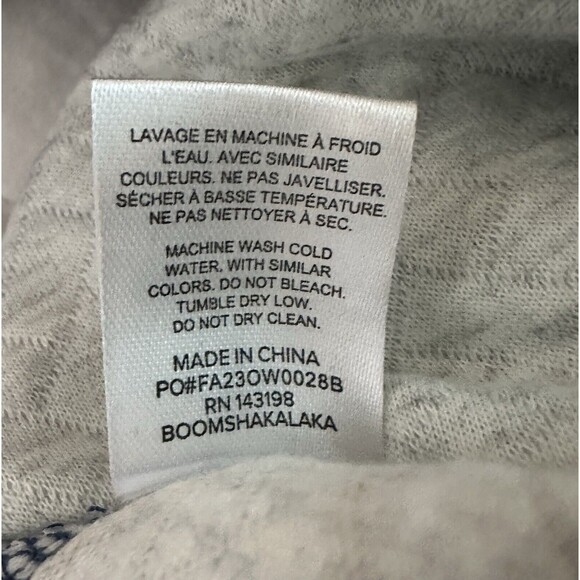 LAVAGE EN MACHINE À FROID
L'EAU. AVEC SIMILAIRE
COULEURS. NE PAS JAVELLISER.
SÉCHER À BASSE TEMPÉRATURE.
NE PAS NETTOYER À SEC.
MACHINE WASH COLD
WATER, WITH SIMILAR
COLORS. DO NOT BLEACH.
TUMBLE DRY LOW.
DO NOT DRY CLEAN.
MADE IN CHINA
PO#FA23OW0028B
RN 143198
BOOMSHAKALAKA